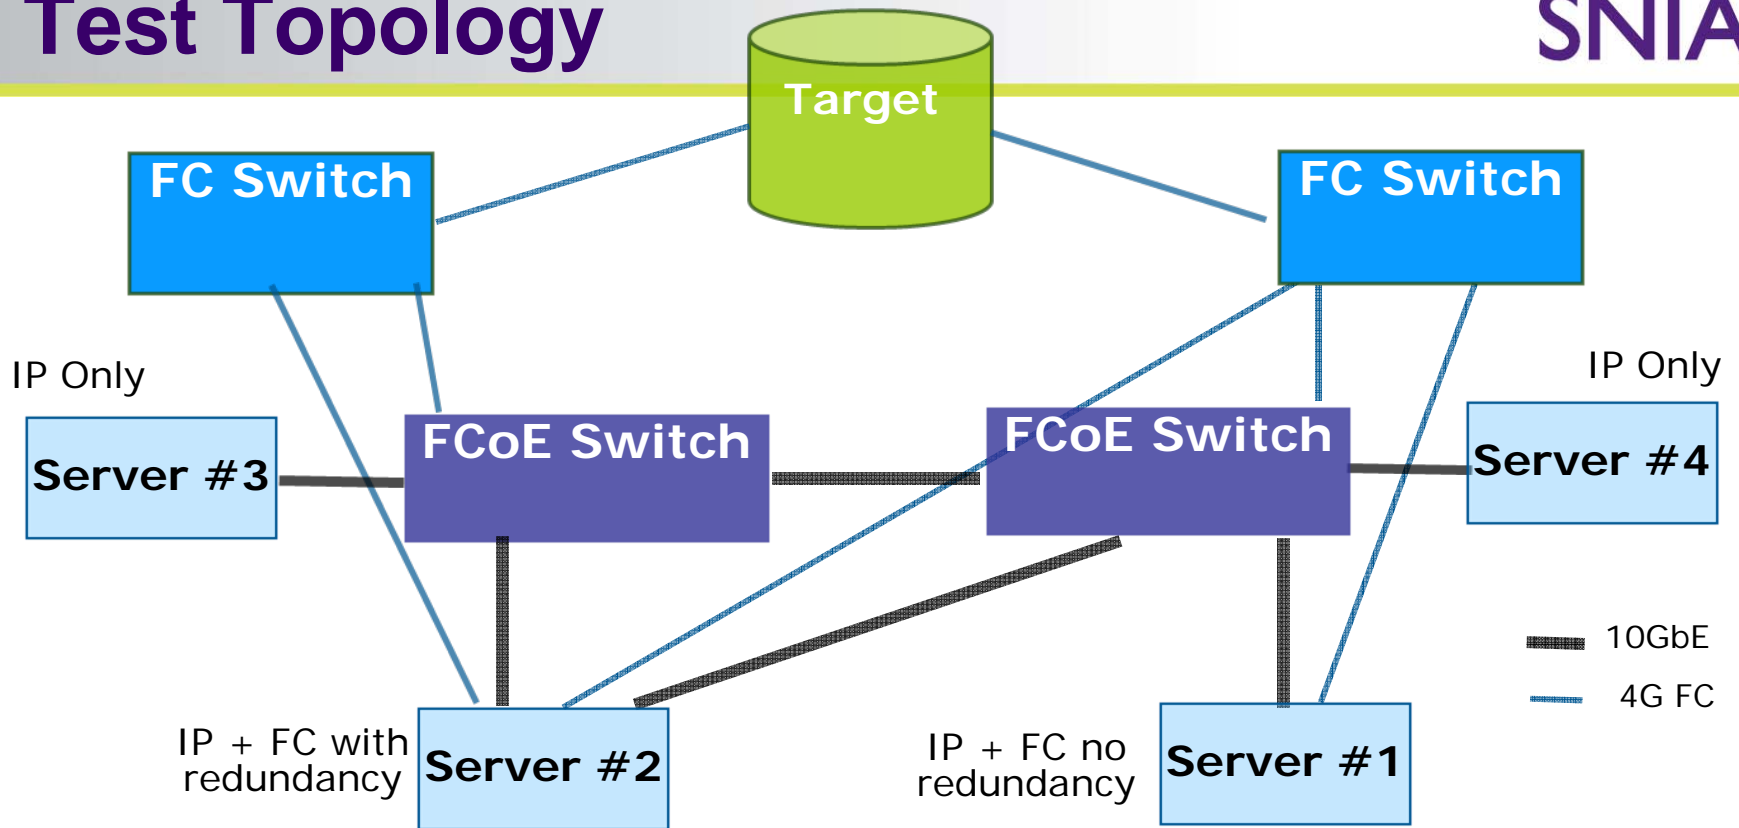 Test Topology
SNIA
Target
FC Switch
FC Switch
IP Only
IP Only
FCoE Switch
FCoE Switch
Server #3
Server #4
10GbE
4G FC
IP + FC with
redundancy
Server #2
IP + FC no
redundancy
Server #1